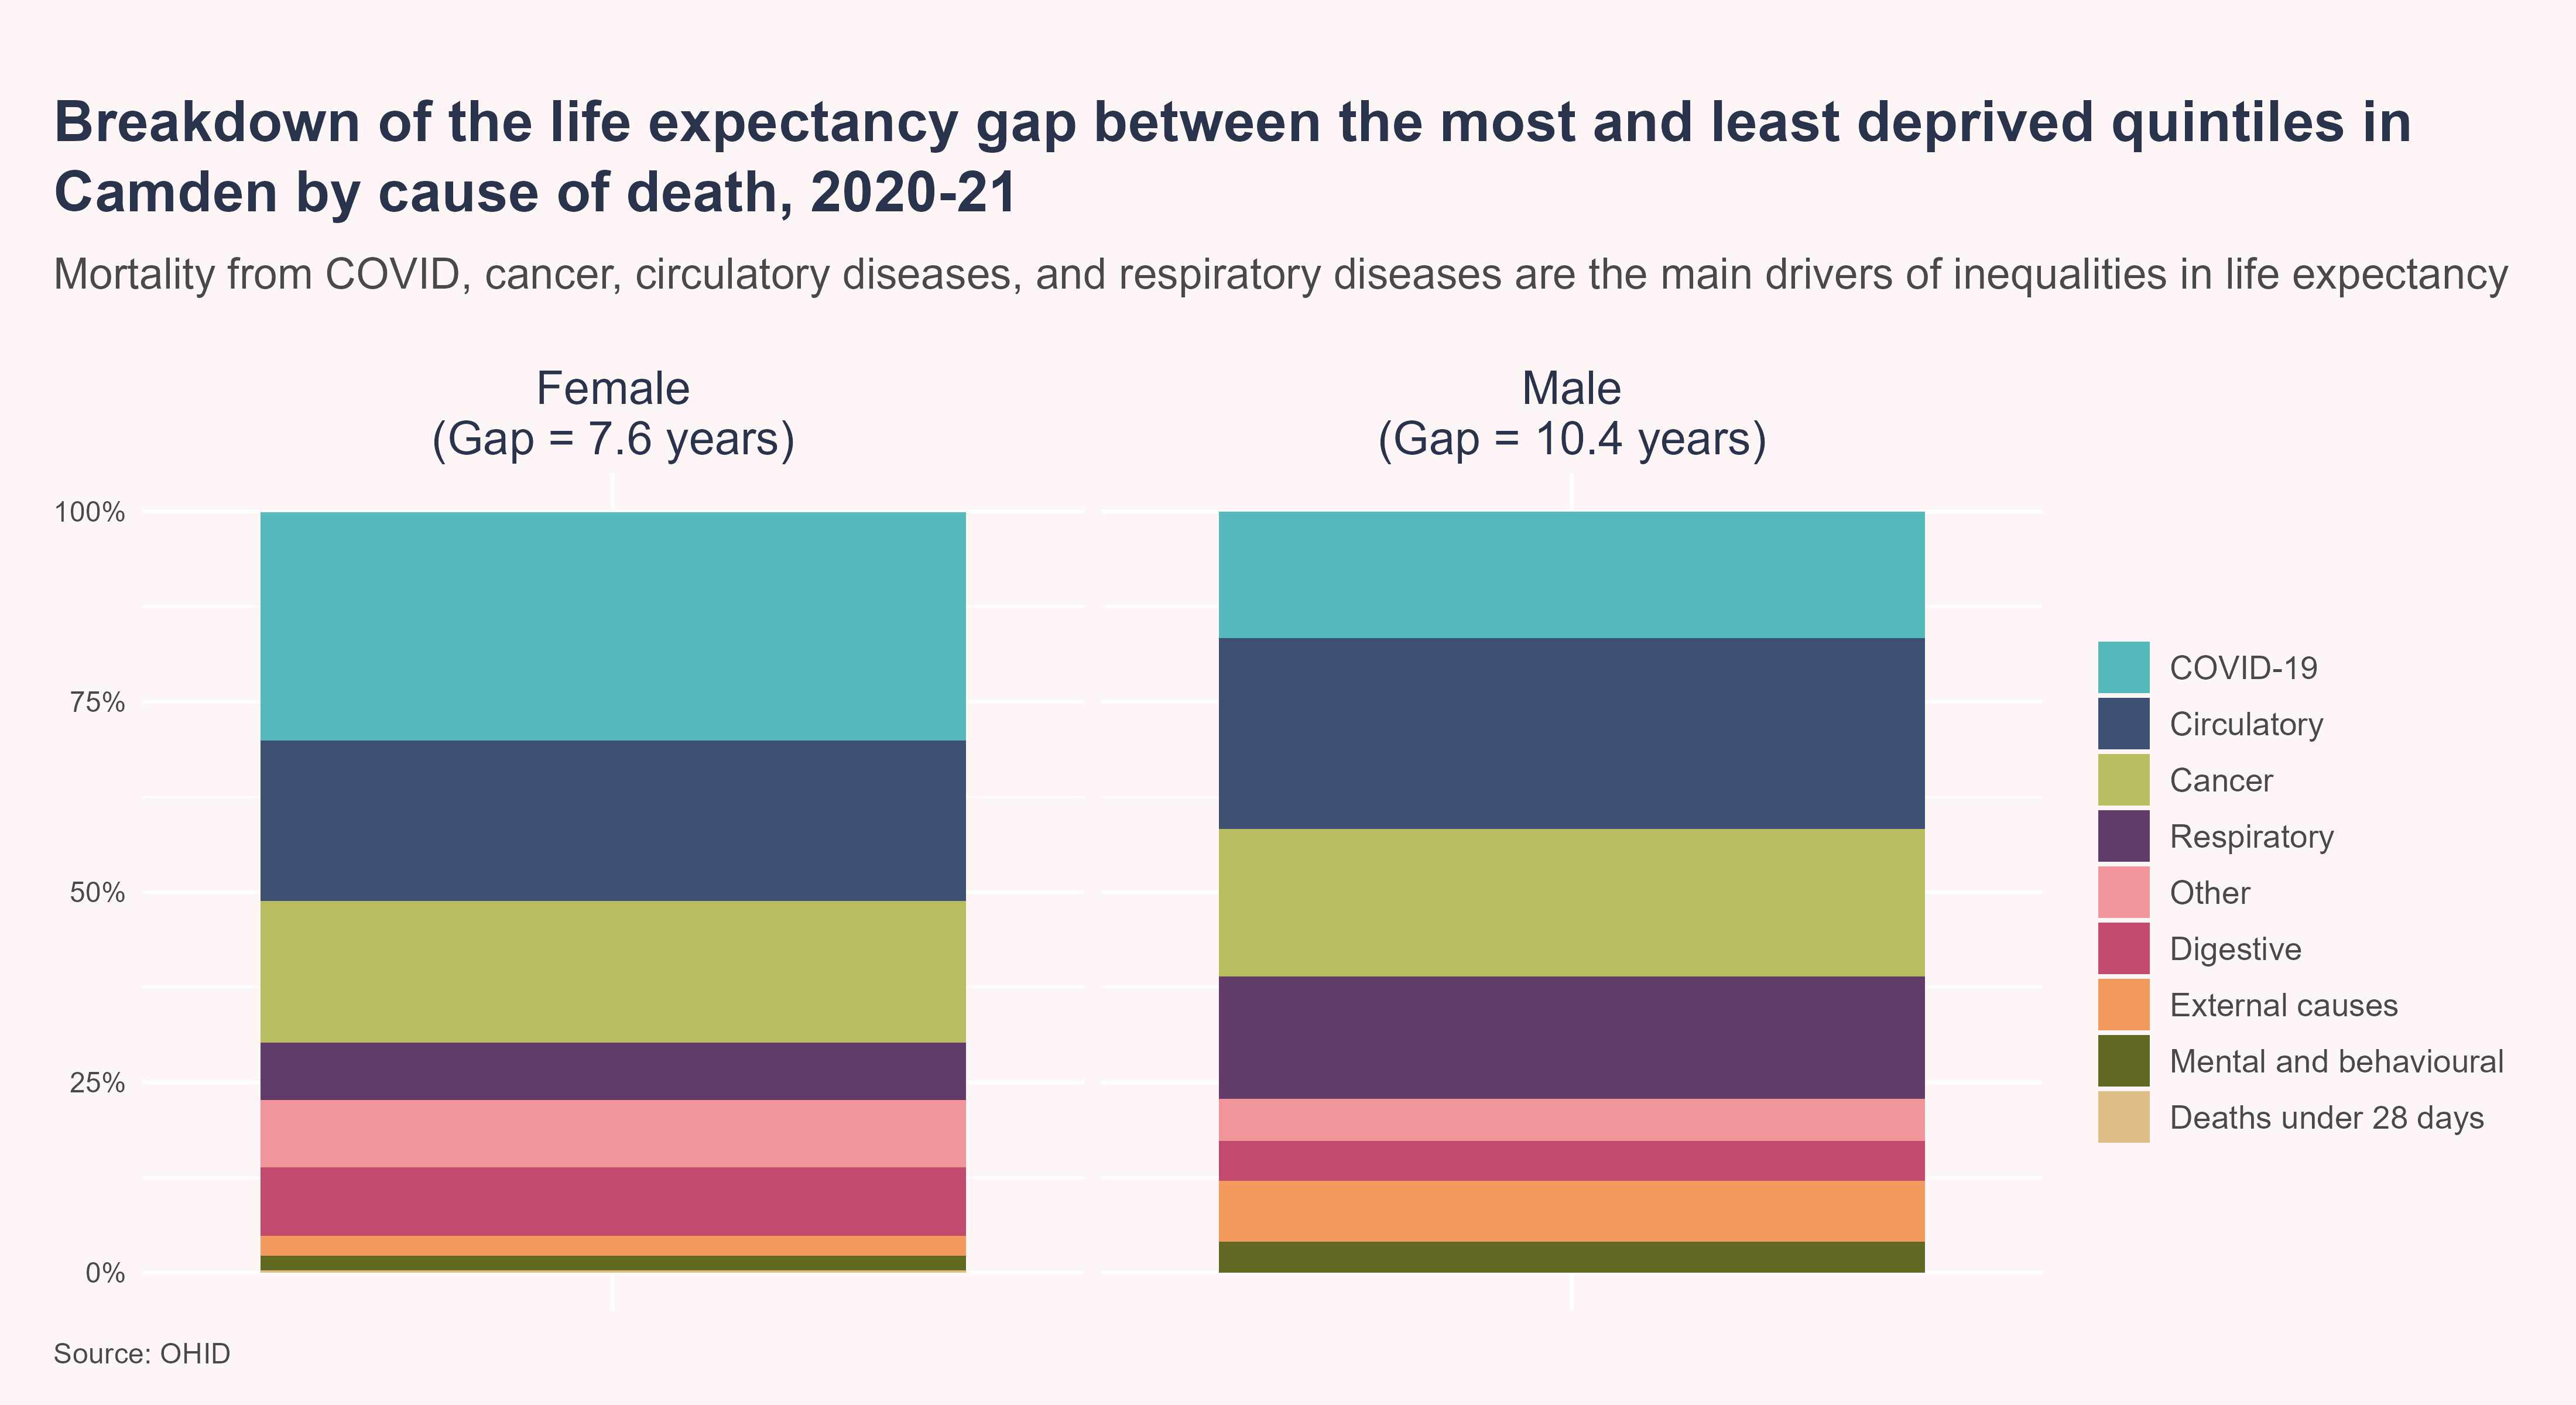 Breakdown of the life expectancy gap between the most and least deprived quintiles in
Camden by cause of death, 2020-21
Mortality from COVID, cancer, circulatory diseases, and respiratory diseases are the main drivers of inequalities in life expectancy
Female
(Gap = 7.6 years)
Male
(Gap = 10.4 years)
100%
75%
50%
25%
0%
COVID-19
Circulatory
Cancer
Respiratory
Other
Digestive
External causes
Mental and behavioural
Deaths under 28 days
Source: OHID